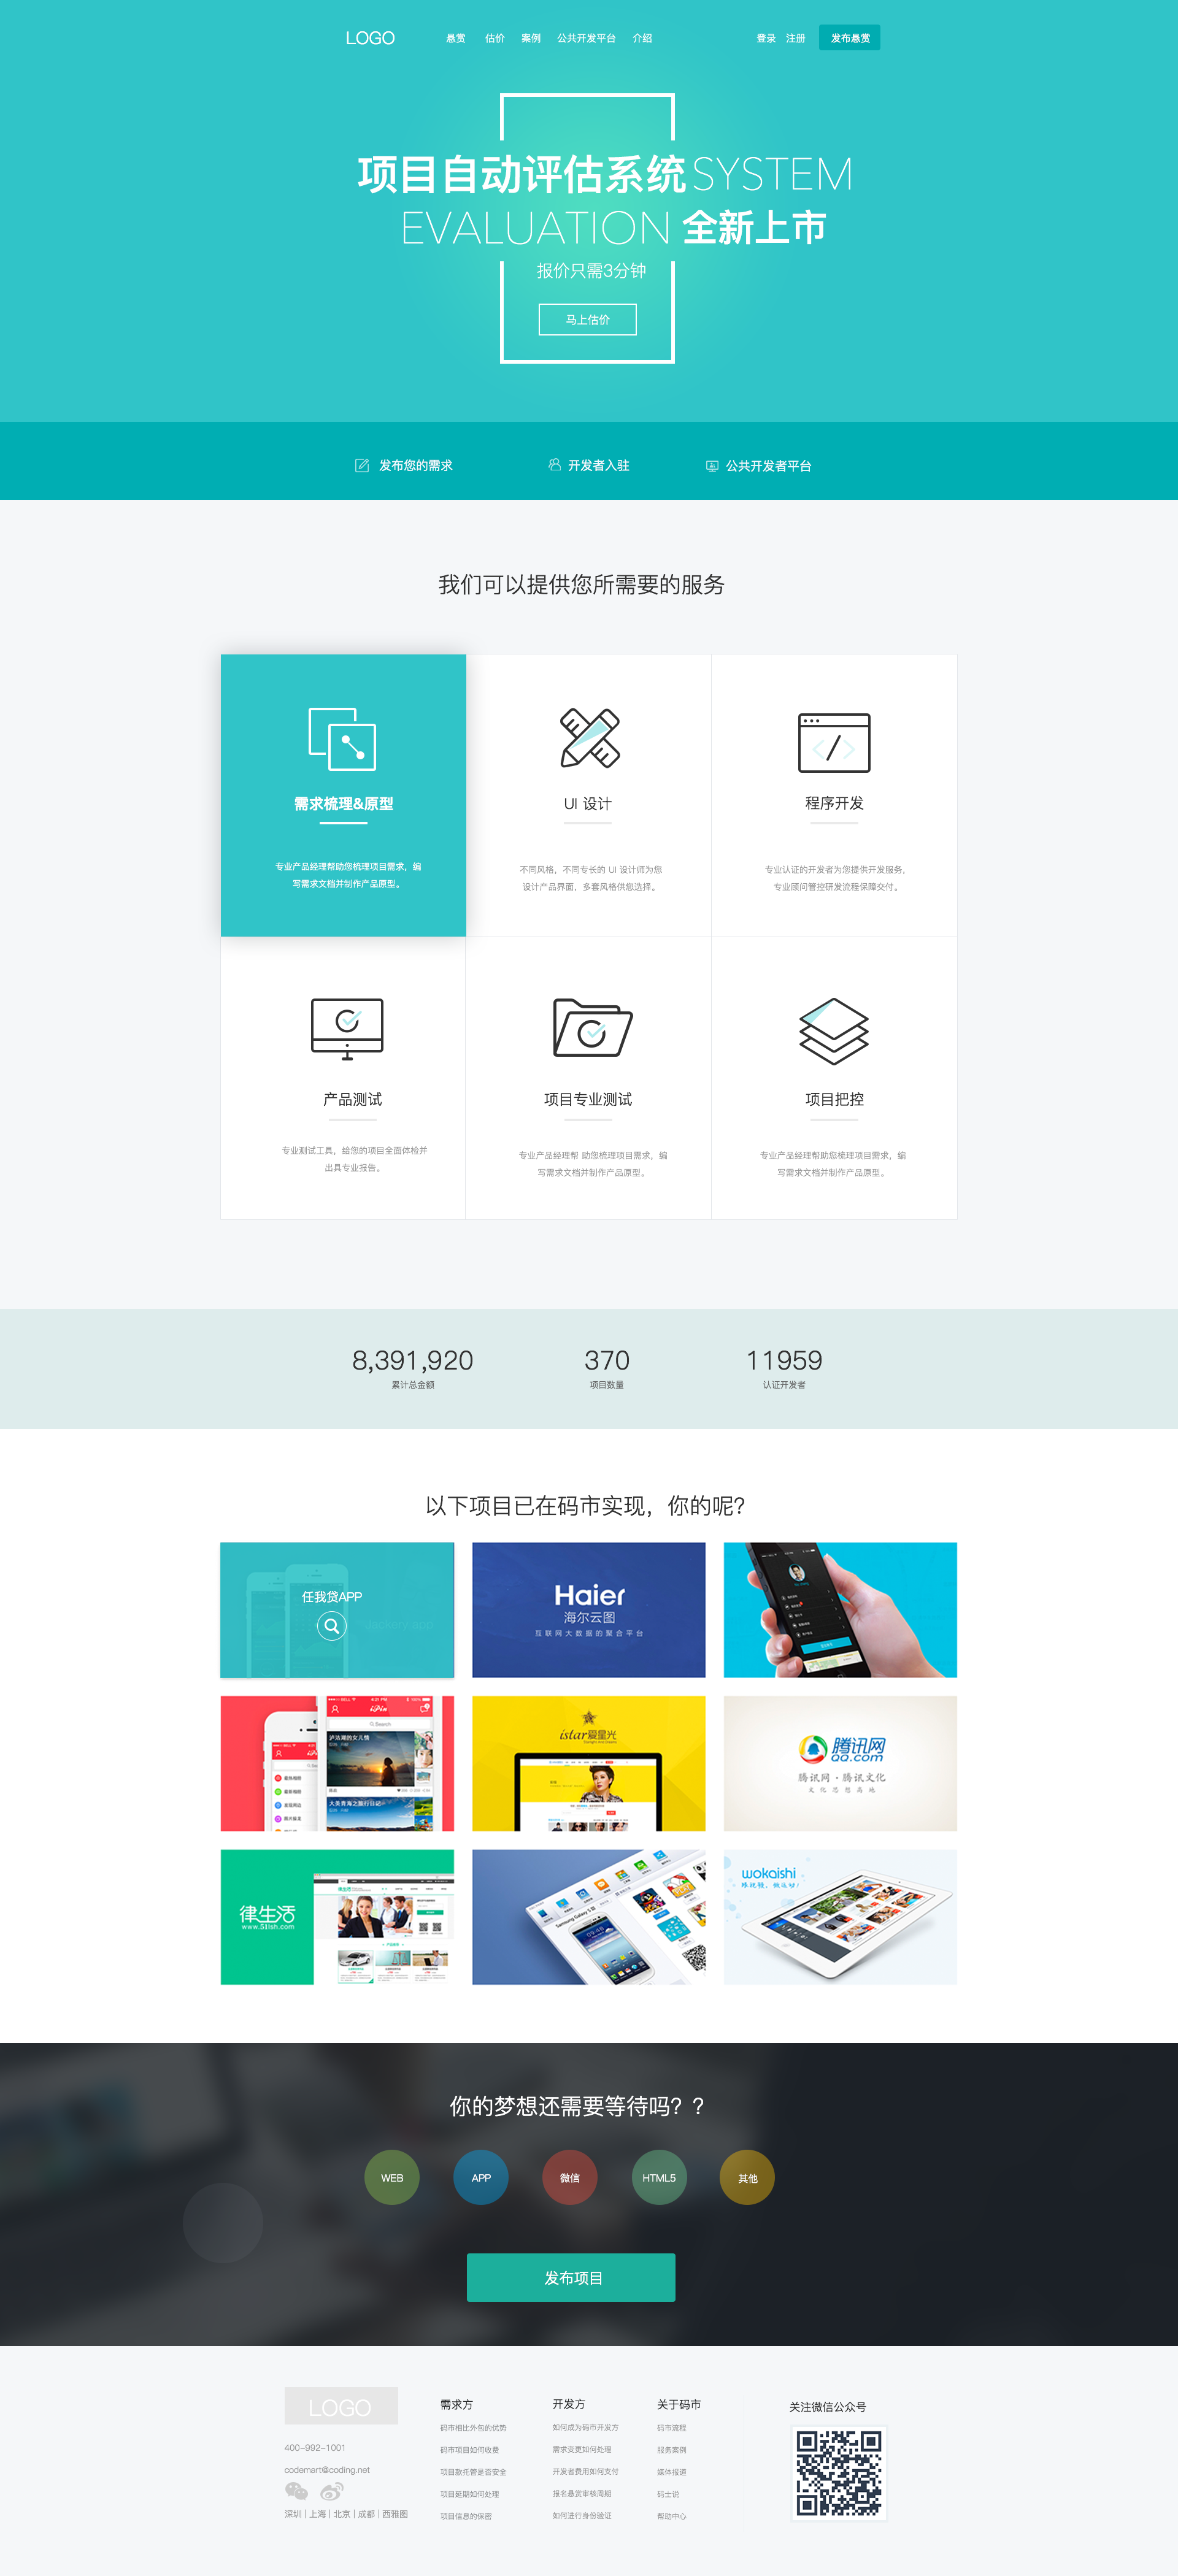 LOGO 悬赏 估价 案例 公共开发平台 介绍 登录 注册 发布悬赏
项目自动评估系统 SYSTEM
EVALUATION 全新上市
报价只需3分钟
马上估价
发布您的需求 开发者入驻 公共开发者平台
我们可以提供您所需要的服务
需求梳理&原型
专业产品经理帮助您梳理项目需求，编
写需求文档并制作产品原型。
UI 设计
不同风格，不同专长的 UI 设计师为您
设计产品界面，多套风格供您选择。
程序开发
专业认证的开发者为您提供开发服务，
专业顾问管控研发流程保障交付。
产品测试
专业测试工具，给您的项目全面体检并
出具专业报告。
项目专业测试
专业产品经理帮 助您梳理项目需求，编
写需求文档并制作产品原型。
项目把控
专业产品经理帮助您梳理项目需求，编
写需求文档并制作产品原型。
8,391,920 370 11959
累计总金额 项目数量 认证开发者
以下项目已在码市实现，你的呢？
任我贷APP
Haier
海尔云图
互联网大数据的聚合平台
Search
泸沽湖的女儿情
大美青海之旅行日记
istar爱星光
腾讯网
QQ.com
腾讯网·腾讯文化
律生活
www.51lsh.com
律生活
Samsung Galaxy S III
wokaishi
你的梦想还需要等待吗？？
WEB APP 微信 HTML5 其他
发布项目
LOGO
400-992-1001
codemart@coding.net
深圳 | 上海 | 北京 | 成都 | 西雅图
需求方
码市相比外包的优势
码市项目如何收费
项目款托管是否安全
项目延期如何处理
项目信息的保密
开发方
如何成为码市开发方
需求变更如何处理
开发者费用如何支付
报名悬赏审核周期
如何进行身份验证
关于码市
码市流程
服务案例
媒体报道
码士说
帮助中心
关注微信公众号